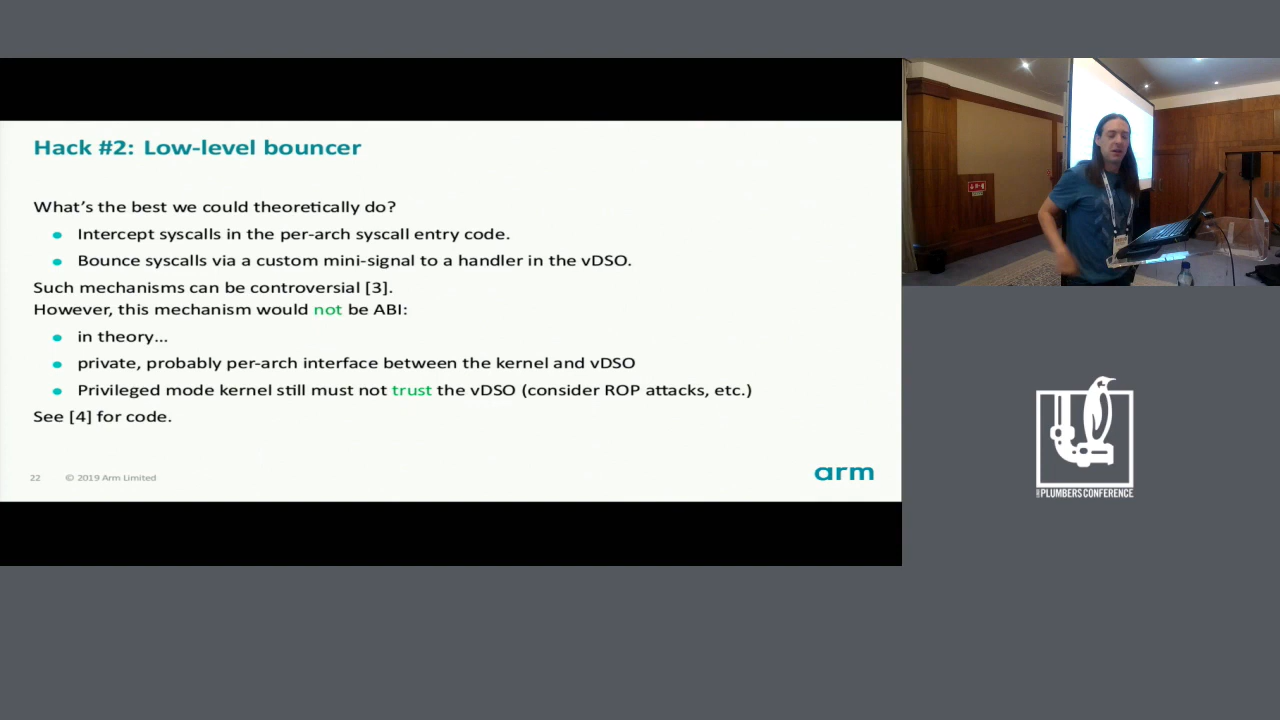 Hack #2: Low-level bouncer
What's the best we could theoretically do?
● Intercept syscalls in the per-arch syscall entry code.
● Bounce syscalls via a custom mini-signal to a handler in the vDSO.
Such mechanisms can be controversial [3].
However, this mechanism would not be ABI:
● in theory...
● private, probably per-arch interface between the kernel and vDSO
● Privileged mode kernel still must not trust the vDSO (consider ROP attacks, etc.)
See [4] for code.
22 © 2019 Arm Limited
arm
PLUMBERS CONFERENCE